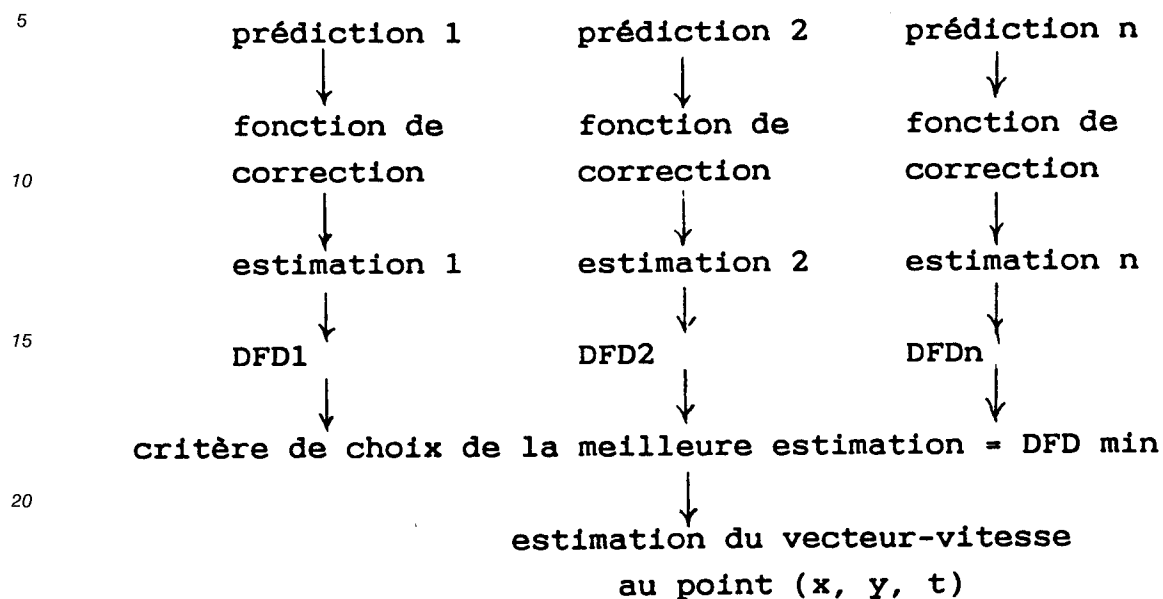 5 prédiction 1 prédiction 2 prédiction n
fonction de fonction de fonction de
10 correction correction correction
estimation 1 estimation 2 estimation n
15 DFD1 DFD2 DFDn
critère de choix de la meilleure estimation = DFD min
20
estimation du vecteur-vitesse
au point (x, y, t)